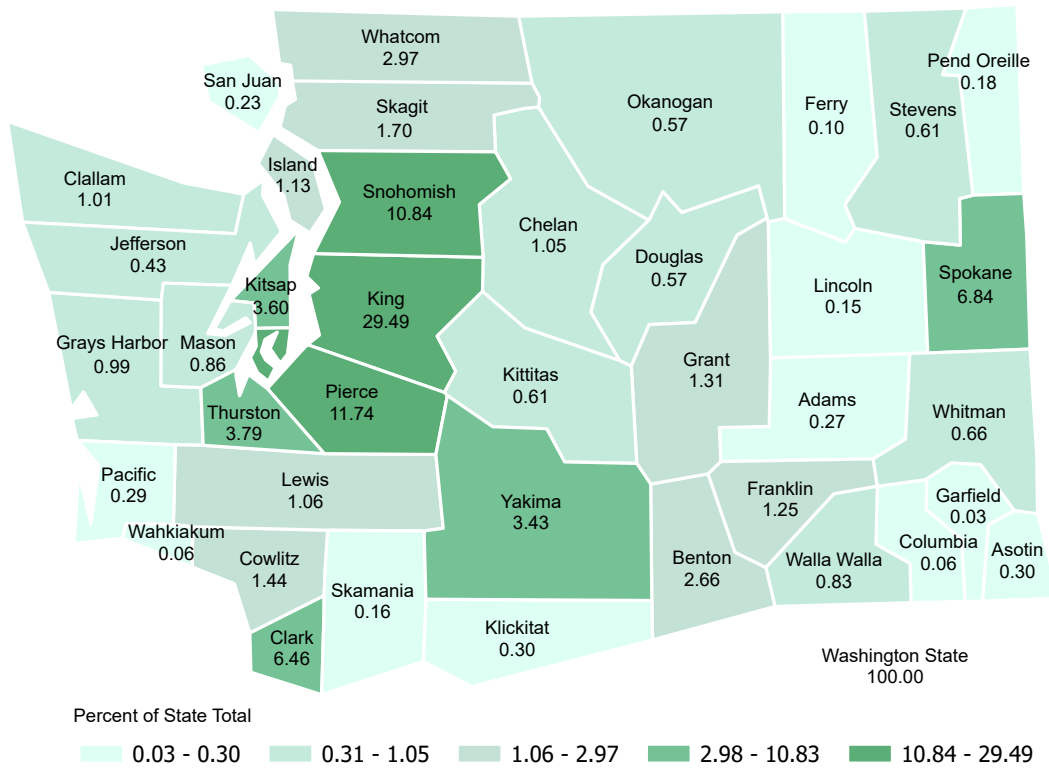 Whatcom
2.97
San Juan
0.23
Skagit
1.70
Okanogan
0.57
Ferry
0.10
Stevens
0.61
Pend Oreille
0.18
Island
1.13
Clallam
1.01
Snohomish
10.84
Chelan
1.05
Jefferson
0.43
Douglas
0.57
Kitsap
3.60
King
29.49
Lincoln
0.15
Spokane
6.84
Grays Harbor
0.99
Mason
0.86
Kittitas
0.61
Grant
1.31
Pierce
11.74
Adams
0.27
Thurston
3.79
Whitman
0.66
Pacific
0.29
Lewis
1.06
Yakima
3.43
Franklin
1.25
Garfield
0.03
Wahkiakum
0.06
Cowlitz
1.44
Benton
2.66
Walla Walla
0.83
Columbia
0.06
Asotin
0.30
Skamania
0.16
Clark
6.46
Klickitat
0.30
Washington State
100.00
Percent of State Total
0.03 - 0.30
0.31 - 1.05
1.06 - 2.97
2.98 - 10.83
10.84 - 29.49